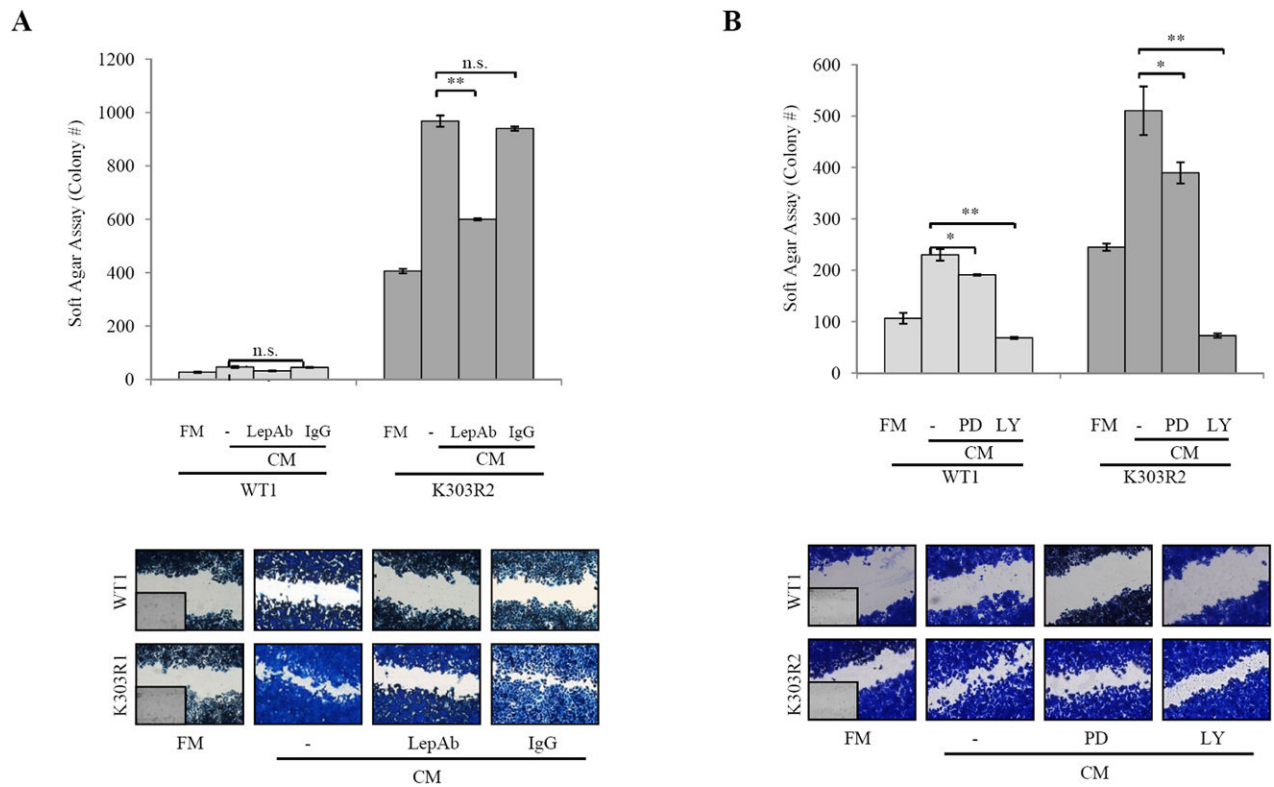 A
Soft Agar Assay (Colony #)
1200
1000
800
600
400
200
0
n.s.
n.s.
**
FM - LepAb IgG FM - LepAb IgG
CM CM
WT1 K303R2
WT1
K303R1
FM - LepAb IgG
CM
B
Soft Agar Assay (Colony #)
600
500
400
300
200
100
0
**
*
**
*
FM - PD LY FM - PD LY
CM CM
WT1 K303R2
WT1
K303R2
FM - PD LY
CM